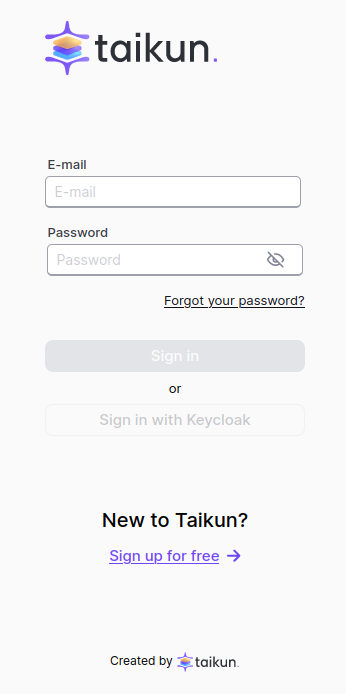 taikun.
E-mail
E-mail
Password
Password
Forgot your password?
Sign in
or
Sign in with Keycloak
New to Taikun?
Sign up for free
Created by taikun.